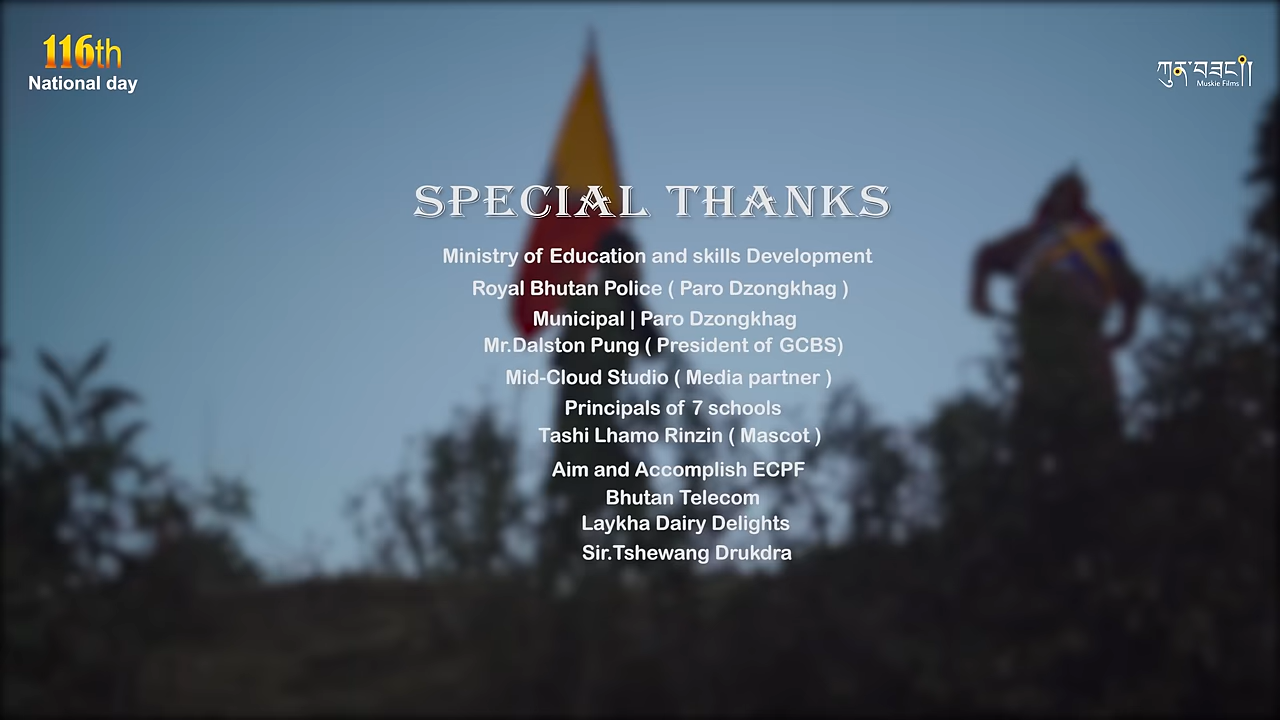 116th
National day
ཀུན་བཟང།།
Muskie Films
SPECIAL THANKS
Ministry of Education and skills Development
Royal Bhutan Police ( Paro Dzongkhag )
Municipal | Paro Dzongkhag
Mr.Dalston Pung ( President of GCBS)
Mid-Cloud Studio ( Media partner )
Principals of 7 schools
Tashi Lhamo Rinzin ( Mascot )
Aim and Accomplish ECPF
Bhutan Telecom
Laykha Dairy Delights
Sir.Tshewang Drukdra